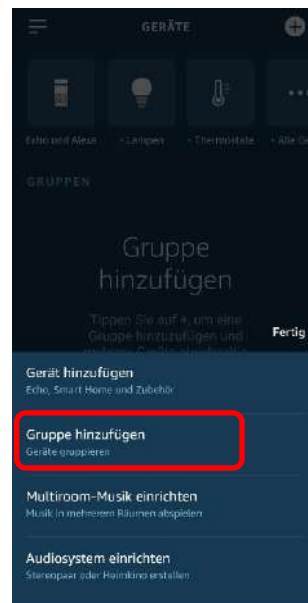 GERÄTE
Echo und Alexa
Lampen
Thermostate
Alle
GRUPPEN
Gruppe
hinzufügen
Tippen Sie auf +, um eine
Gruppe hinzuzufügen und
Fertig
Gerät hinzufügen
Echo, Smart Home und Zubehör
Gruppe hinzufügen
Geräte gruppieren
Multiroom-Musik einrichten
Musik in mehreren Räumen abspielen
Audiosystem einrichten
Stereopaar oder Heimkino erstellen